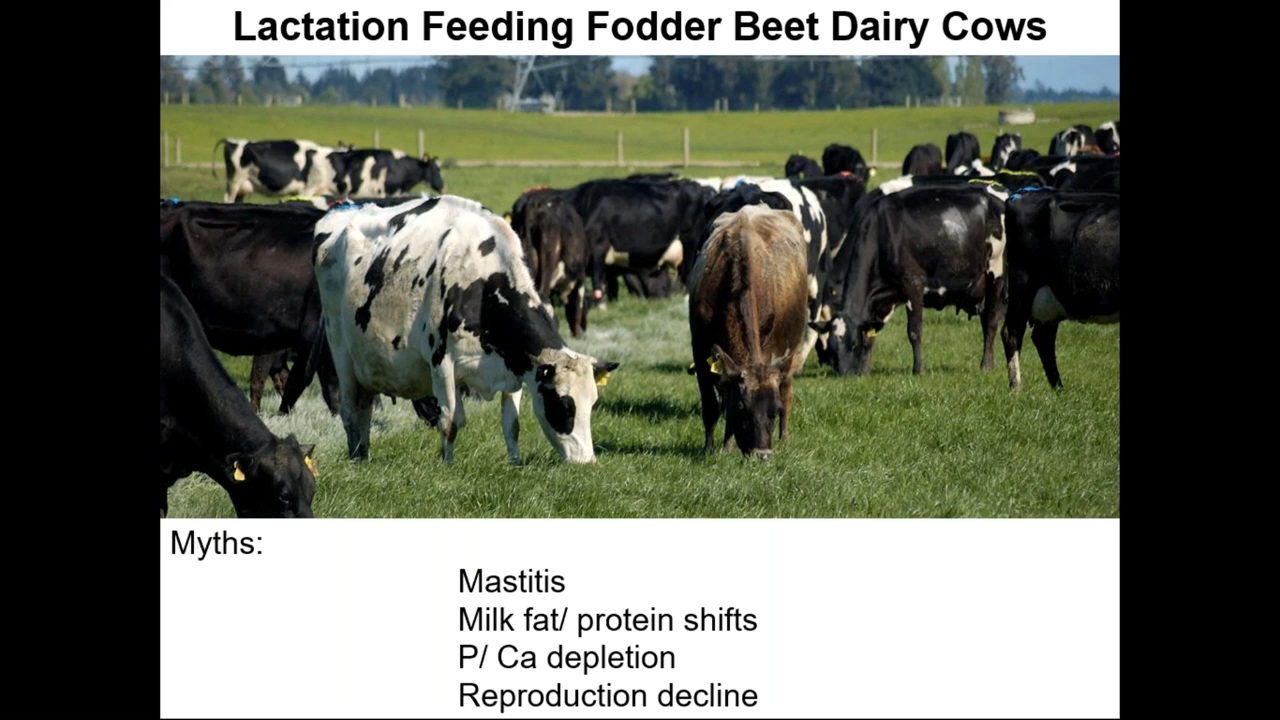 Lactation Feeding Fodder Beet Dairy Cows
Myths:
Mastitis
Milk fat/ protein shifts
P/ Ca depletion
Reproduction decline